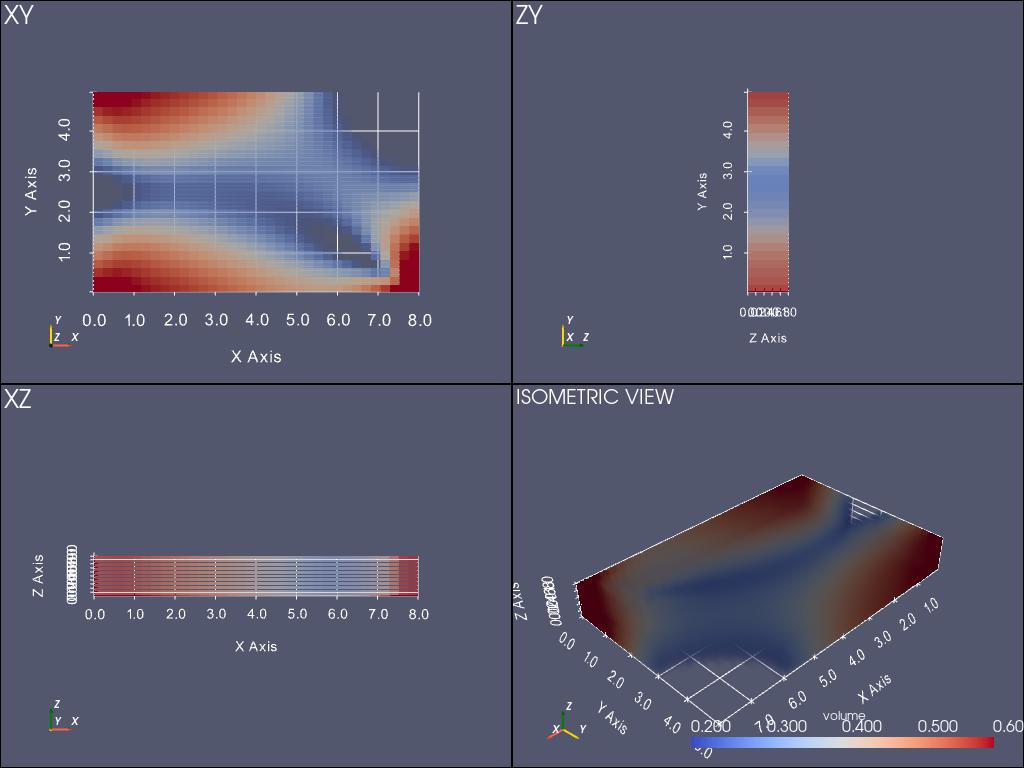 XY
4.0
3.0
2.0
1.0
Y Axis
0.0 1.0 2.0 3.0 4.0 5.0 6.0 7.0 8.0
X Axis
Y
Z X
ZY
4.0
3.0
2.0
1.0
Y Axis
Z Axis
Y
X Z
XZ
Z Axis
0.0 1.0 2.0 3.0 4.0 5.0 6.0 7.0 8.0
X Axis
Z
Y X
ISOMETRIC VIEW
Z Axis
0.0 1.0 2.0 3.0 4.0
Y Axis
1.0
2.0
3.0
4.0
5.0
6.0
7.0
X Axis
Z
X Y
volume
0.200 0.300 0.400 0.500 0.60